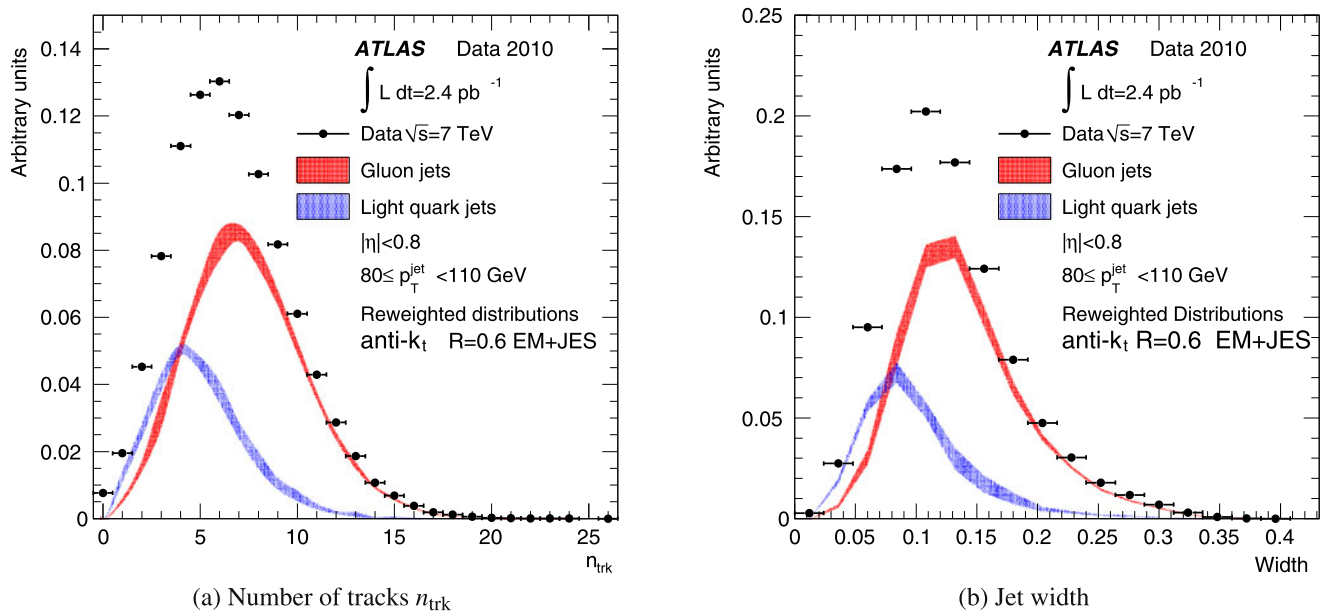 Arbitrary units
0.14
0.12
0.1
0.08
0.06
0.04
0.02
0
ATLAS Data 2010
∫ L dt=2.4 pb⁻¹
Data √s=7 TeV
Gluon jets
Light quark jets
|η|<0.8
80≤ p_T^jet <110 GeV
Reweighted distributions
anti-k_t R=0.6 EM+JES
0 5 10 15 20 25
n_trk
(a) Number of tracks n_trk
Arbitrary units
0.25
0.2
0.15
0.1
0.05
0
ATLAS Data 2010
∫ L dt=2.4 pb⁻¹
Data √s=7 TeV
Gluon jets
Light quark jets
|η|<0.8
80≤ p_T^jet <110 GeV
Reweighted Distributions
anti-k_t R=0.6 EM+JES
0 0.05 0.1 0.15 0.2 0.25 0.3 0.35 0.4
Width
(b) Jet width